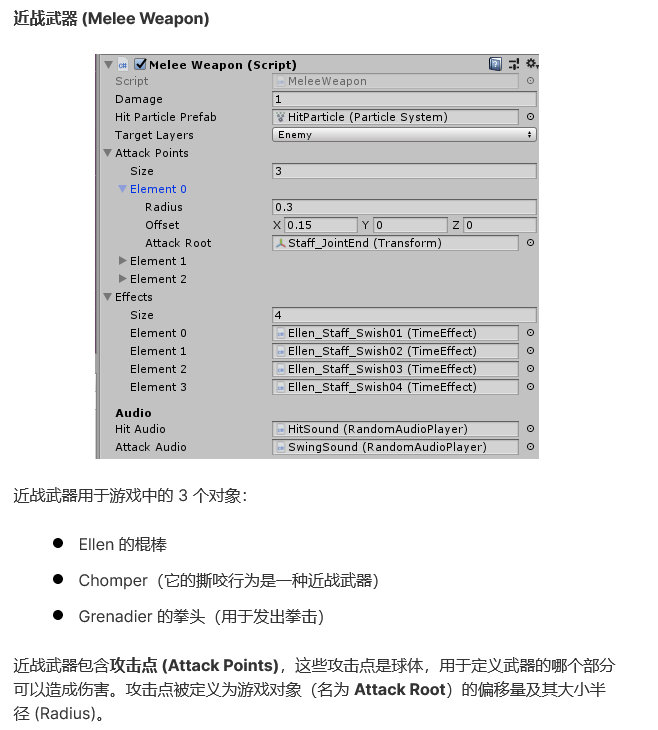 近战武器 (Melee Weapon)
Melee Weapon (Script)
Script MeleeWeapon
Damage 1
Hit Particle Prefab HitParticle (Particle System)
Target Layers Enemy
Attack Points
Size 3
Element 0
Radius 0.3
Offset X 0.15 Y 0 Z 0
Attack Root Staff_JointEnd (Transform)
Element 1
Element 2
Effects
Size 4
Element 0 Ellen_Staff_Swish01 (TimeEffect)
Element 1 Ellen_Staff_Swish02 (TimeEffect)
Element 2 Ellen_Staff_Swish03 (TimeEffect)
Element 3 Ellen_Staff_Swish04 (TimeEffect)
Audio
Hit Audio HitSound (RandomAudioPlayer)
Attack Audio SwingSound (RandomAudioPlayer)
近战武器用于游戏中的 3 个对象：
● Ellen 的棍棒
● Chomper（它的撕咬行为是一种近战武器）
● Grenadier 的拳头（用于发出拳击）
近战武器包含攻击点 (Attack Points)，这些攻击点是球体，用于定义武器的哪个部分
可以造成伤害。攻击点被定义为游戏对象（名为 Attack Root）的偏移量及其大小半
径 (Radius)。